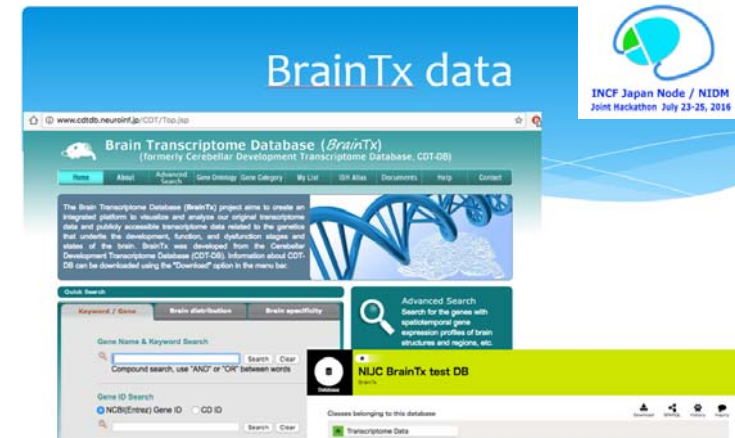 BrainTx data
INCF Japan Node / NIDM
Joint Hackathon July 23-25, 2016
www.cdtdb.neuroinf.jp/CDT/Top.jsp
Brain Transcriptome Database (BrainTx)
(formerly Cerebellar Development Transcriptome Database, CDT-DB)
Home About Advanced Search Gene Ontology Gene Category My List ISH Atlas Documents Help Contact
The Brain Transcriptome Database (BrainTx) project aims to create an
integrated platform to visualize and analyze our original transcriptome
data and publicly accessible transcriptome data related to the genetics
that underlie the development, function, and dysfunction stages and
states of the brain. BrainTx was developed from the Cerebellar
Development Transcriptome Database (CDT-DB). Information about CDT-
DB can be downloaded using the "Download" option in the menu bar.
Quick Search
Keyword / Gene Brain distribution Brain specificity
Gene Name & Keyword Search
Search Clear
Compound search, use "AND" or "OR" between words
Gene ID Search
NCBI(Entrez) Gene ID CD ID
Search Clear
Advanced Search
Search for the genes with
spatiotemporal gene
expression profiles of brain
structures and regions, etc.
Database
NIJC BrainTx test DB
BrainTx
Classes belonging to this database
Download SPARQL History Inquiry
Transcriptome Data